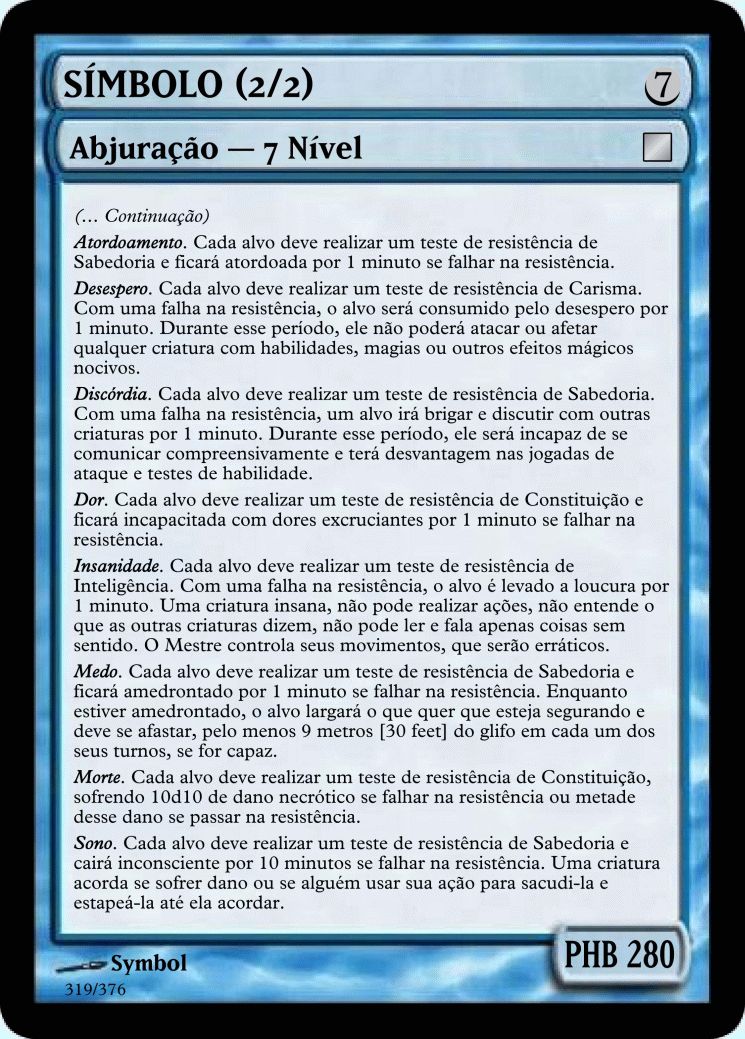 SÍMBOLO (2/2)
7
Abjuração — 7 Nível
(... Continuação)
Atordoamento. Cada alvo deve realizar um teste de resistência de
Sabedoria e ficará atordoada por 1 minuto se falhar na resistência.
Desespero. Cada alvo deve realizar um teste de resistência de Carisma.
Com uma falha na resistência, o alvo será consumido pelo desespero por
1 minuto. Durante esse período, ele não poderá atacar ou afetar
qualquer criatura com habilidades, magias ou outros efeitos mágicos
nocivos.
Discórdia. Cada alvo deve realizar um teste de resistência de Sabedoria.
Com uma falha na resistência, um alvo irá brigar e discutir com outras
criaturas por 1 minuto. Durante esse período, ele será incapaz de se
comunicar compreensivamente e terá desvantagem nas jogadas de
ataque e testes de habilidade.
Dor. Cada alvo deve realizar um teste de resistência de Constituição e
ficará incapacitada com dores excruciantes por 1 minuto se falhar na
resistência.
Insanidade. Cada alvo deve realizar um teste de resistência de
Inteligência. Com uma falha na resistência, o alvo é levado a loucura por
1 minuto. Uma criatura insana, não pode realizar ações, não entende o
que as outras criaturas dizem, não pode ler e fala apenas coisas sem
sentido. O Mestre controla seus movimentos, que serão erráticos.
Medo. Cada alvo deve realizar um teste de resistência de Sabedoria e
ficará amedrontado por 1 minuto se falhar na resistência. Enquanto
estiver amedrontado, o alvo largará o que quer que esteja segurando e
deve se afastar, pelo menos 9 metros [30 feet] do glifo em cada um dos
seus turnos, se for capaz.
Morte. Cada alvo deve realizar um teste de resistência de Constituição,
sofrendo 10d10 de dano necrótico se falhar na resistência ou metade
desse dano se passar na resistência.
Sono. Cada alvo deve realizar um teste de resistência de Sabedoria e
cairá inconsciente por 10 minutos se falhar na resistência. Uma criatura
acorda se sofrer dano ou se alguém usar sua ação para sacudi-la e
estapeá-la até ela acordar.
PHB 280
Symbol
319/376